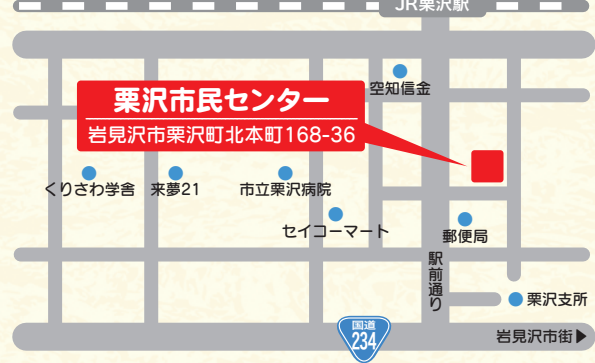 JR栗沢駅
空知信金
栗沢市民センター
岩見沢市栗沢町北本町168-36
くりさわ学舎
来夢21
市立栗沢病院
セイコーマート
郵便局
駅前通り
栗沢支所
国道
234
岩見沢市街▶